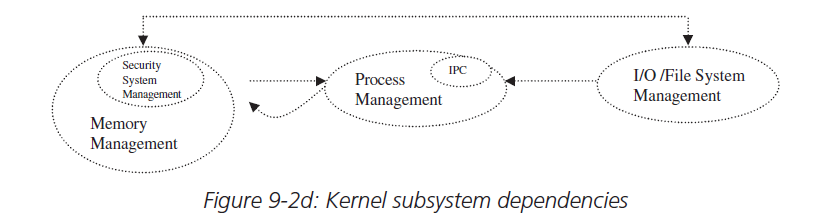 Security
System
Management
Memory
Management
Process
Management
IPC
I/O /File System
Management
Figure 9-2d: Kernel subsystem dependencies